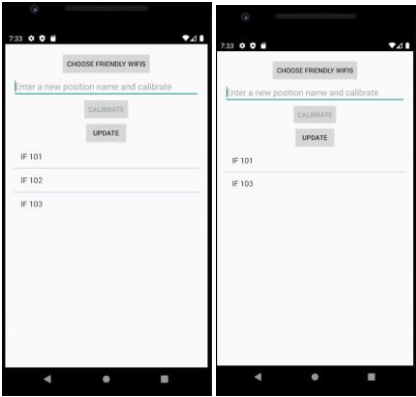 7:33
CHOOSE FRIENDLY WIFIS
Enter a new position name and calibrate
CALIBRATE
UPDATE
IF 101
IF 102
IF 103
7:33
CHOOSE FRIENDLY WIFIS
Enter a new position name and calibrate
CALIBRATE
UPDATE
IF 101
IF 103